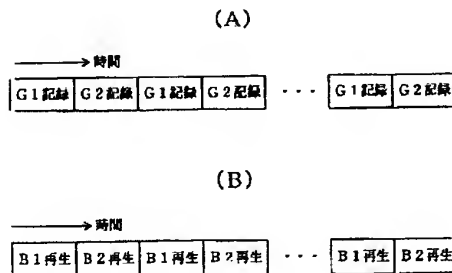 (A)
時間
G1記録 G2記録 G1記録 G2記録 ··· G1記録 G2記録
(B)
時間
B1再生 B2再生 B1再生 B2再生 ··· B1再生 B2再生